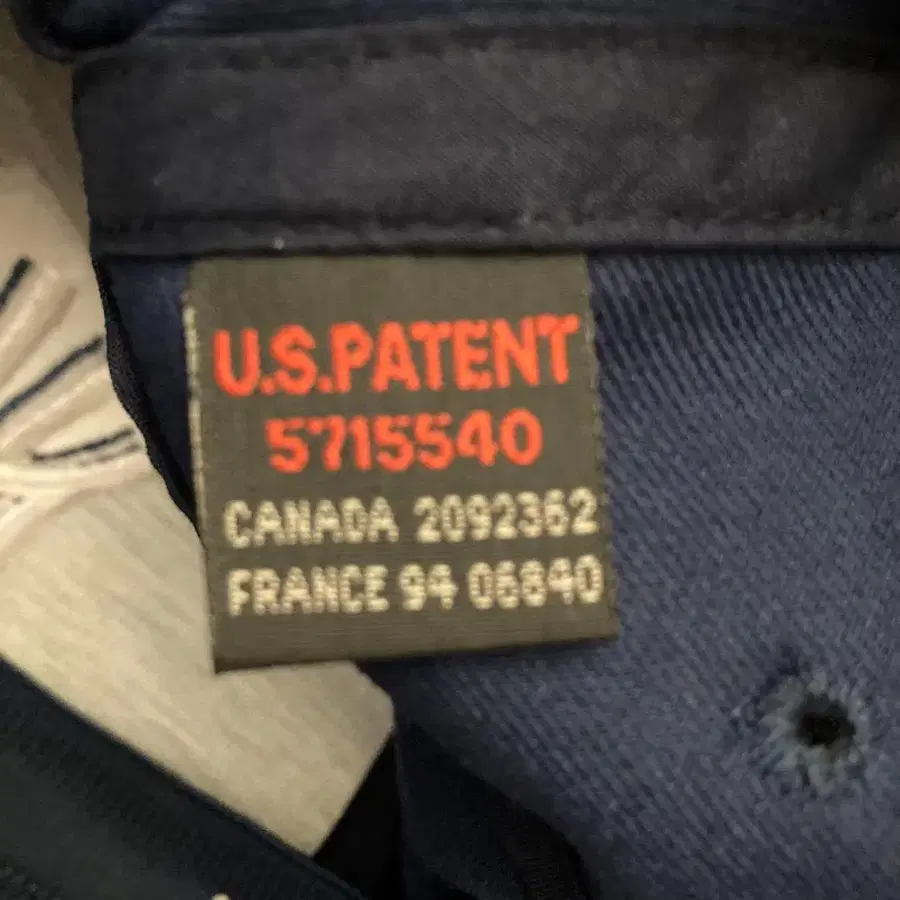 U.S.PATENT
5715540
CANADA 2092362
FRANCE 94 06840